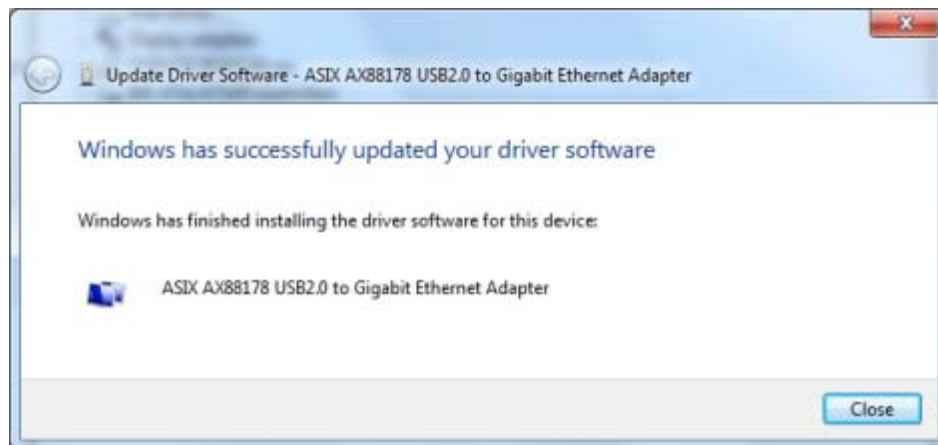 Update Driver Software - ASIX AX88178 USB2.0 to Gigabit Ethernet Adapter
Windows has successfully updated your driver software
Windows has finished installing the driver software for this device:
ASIX AX88178 USB2.0 to Gigabit Ethernet Adapter
Close